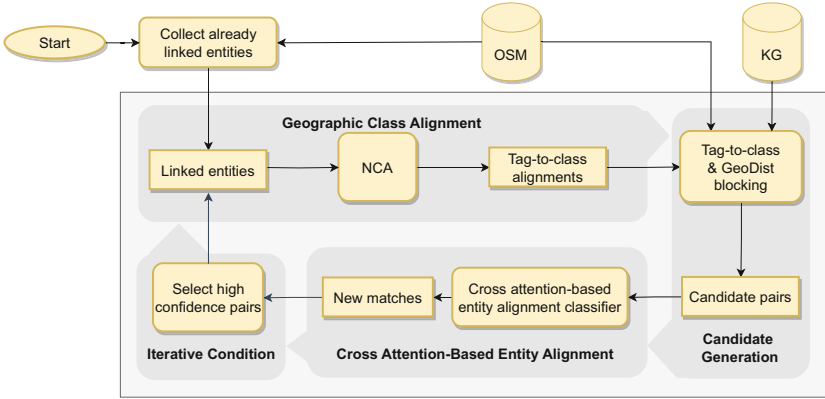 Start
Collect already
linked entities
OSM
KG
Geographic Class Alignment
Linked entities
NCA
Tag-to-class
alignments
Tag-to-class
& GeoDist
blocking
Select high
confidence pairs
New matches
Cross attention-based
entity alignment classifier
Candidate pairs
Iterative Condition
Cross Attention-Based Entity Alignment
Candidate
Generation